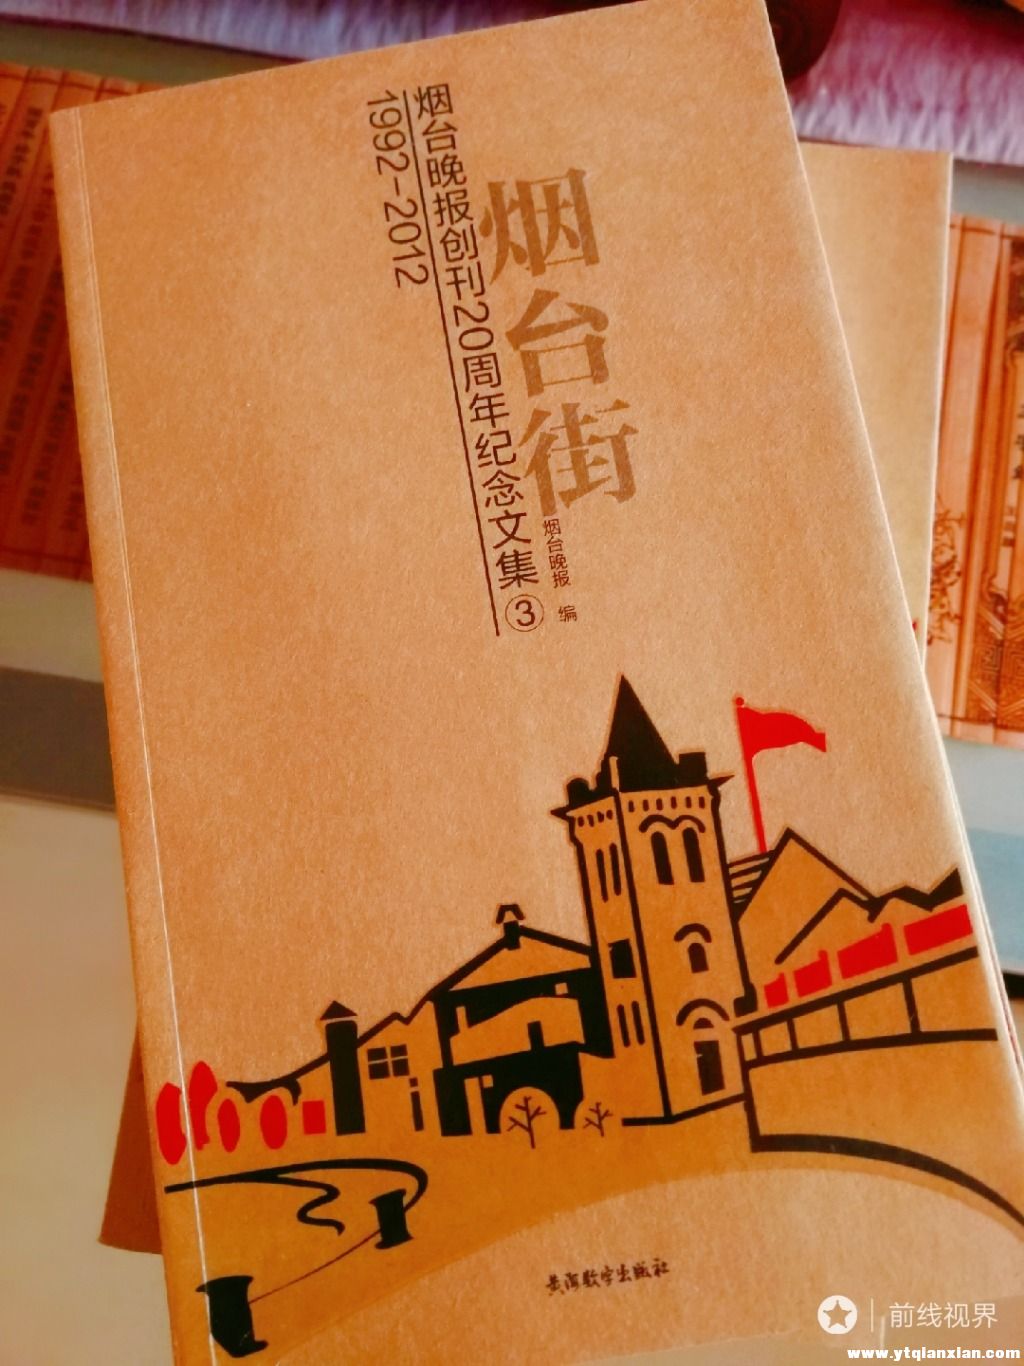 烟台街
烟台晚报创刊20周年纪念文集③
1992-2012
烟台晚报 编
黄海数字出版社
前线视界
www.ytqianxian.com